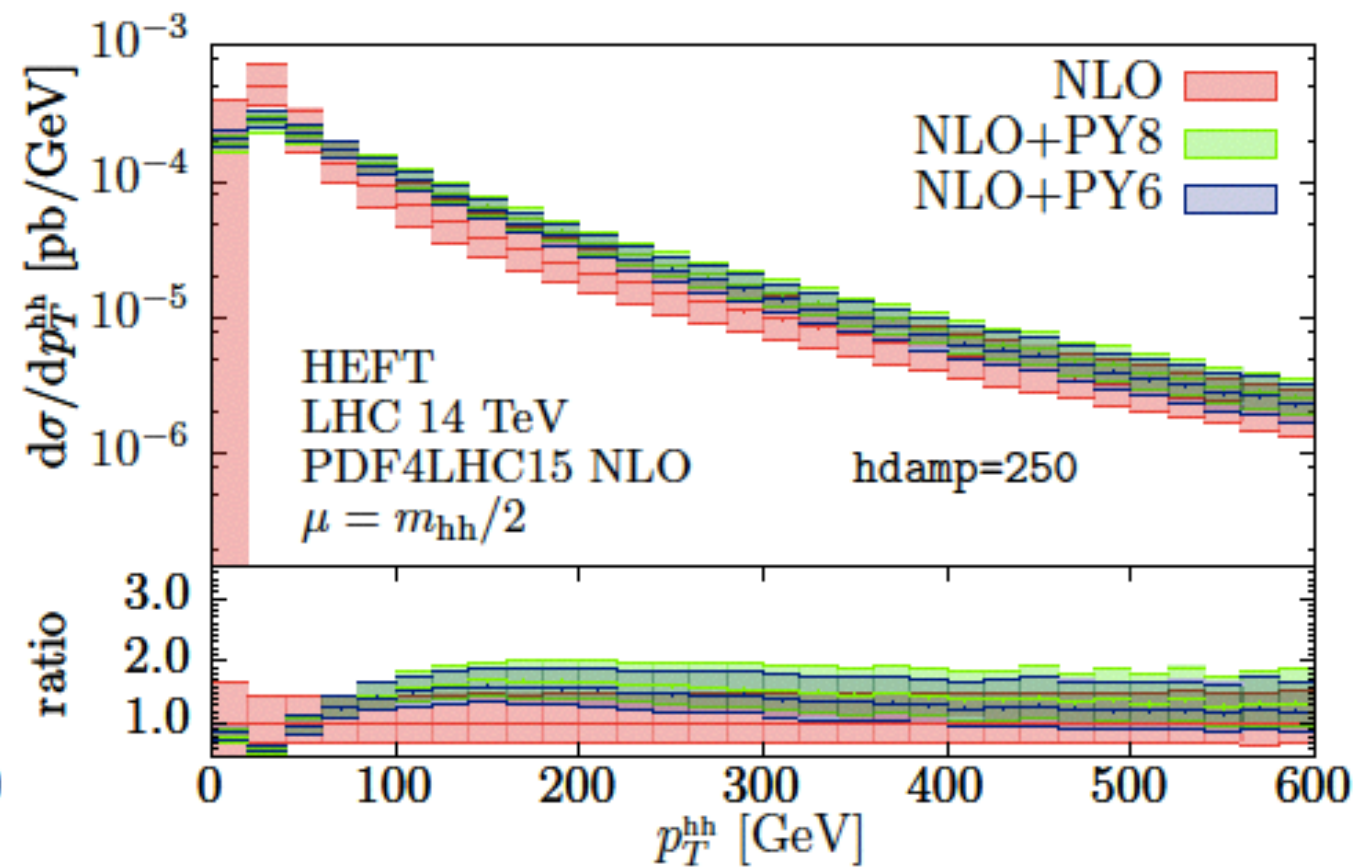 10⁻³
10⁻⁴
10⁻⁵
10⁻⁶
dσ/dp_T^hh [pb/GeV]
NLO
NLO+PY8
NLO+PY6
HEFT
LHC 14 TeV
PDF4LHC15 NLO
μ = m_hh/2
hdamp=250
ratio
3.0
2.0
1.0
0 100 200 300 400 500 600
p_T^hh [GeV]